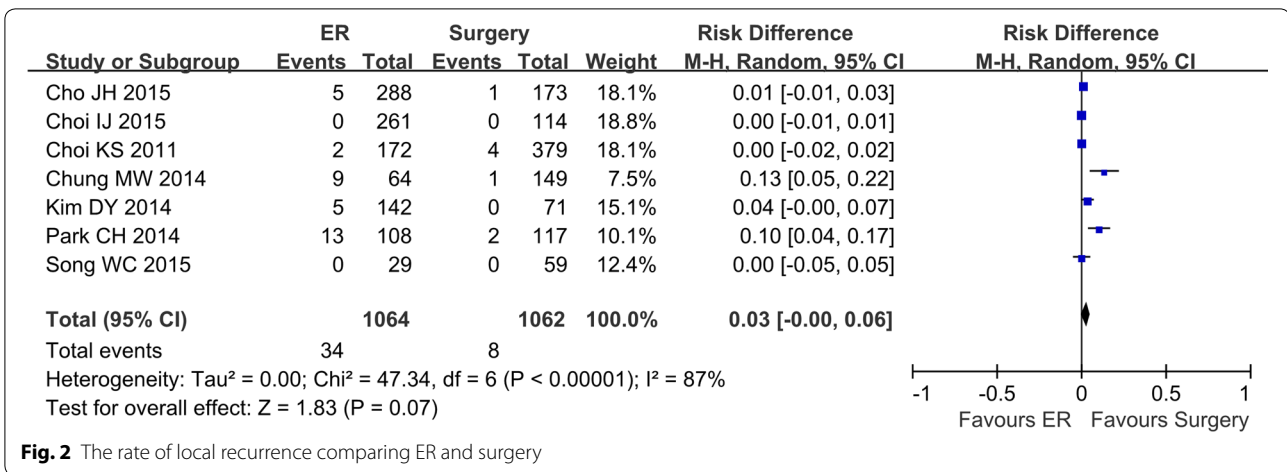 ER Surgery Risk Difference Risk Difference
Study or Subgroup Events Total Events Total Weight M-H, Random, 95% CI M-H, Random, 95% CI
Cho JH 2015 5 288 1 173 18.1% 0.01 [-0.01, 0.03]
Choi IJ 2015 0 261 0 114 18.8% 0.00 [-0.01, 0.01]
Choi KS 2011 2 172 4 379 18.1% 0.00 [-0.02, 0.02]
Chung MW 2014 9 64 1 149 7.5% 0.13 [0.05, 0.22]
Kim DY 2014 5 142 0 71 15.1% 0.04 [-0.00, 0.07]
Park CH 2014 13 108 2 117 10.1% 0.10 [0.04, 0.17]
Song WC 2015 0 29 0 59 12.4% 0.00 [-0.05, 0.05]
Total (95% CI) 1064 1062 100.0% 0.03 [-0.00, 0.06]
Total events 34 8
Heterogeneity: Tau² = 0.00; Chi² = 47.34, df = 6 (P < 0.00001); I² = 87%
Test for overall effect: Z = 1.83 (P = 0.07)
-1 -0.5 0 0.5 1
Favours ER Favours Surgery
Fig. 2 The rate of local recurrence comparing ER and surgery